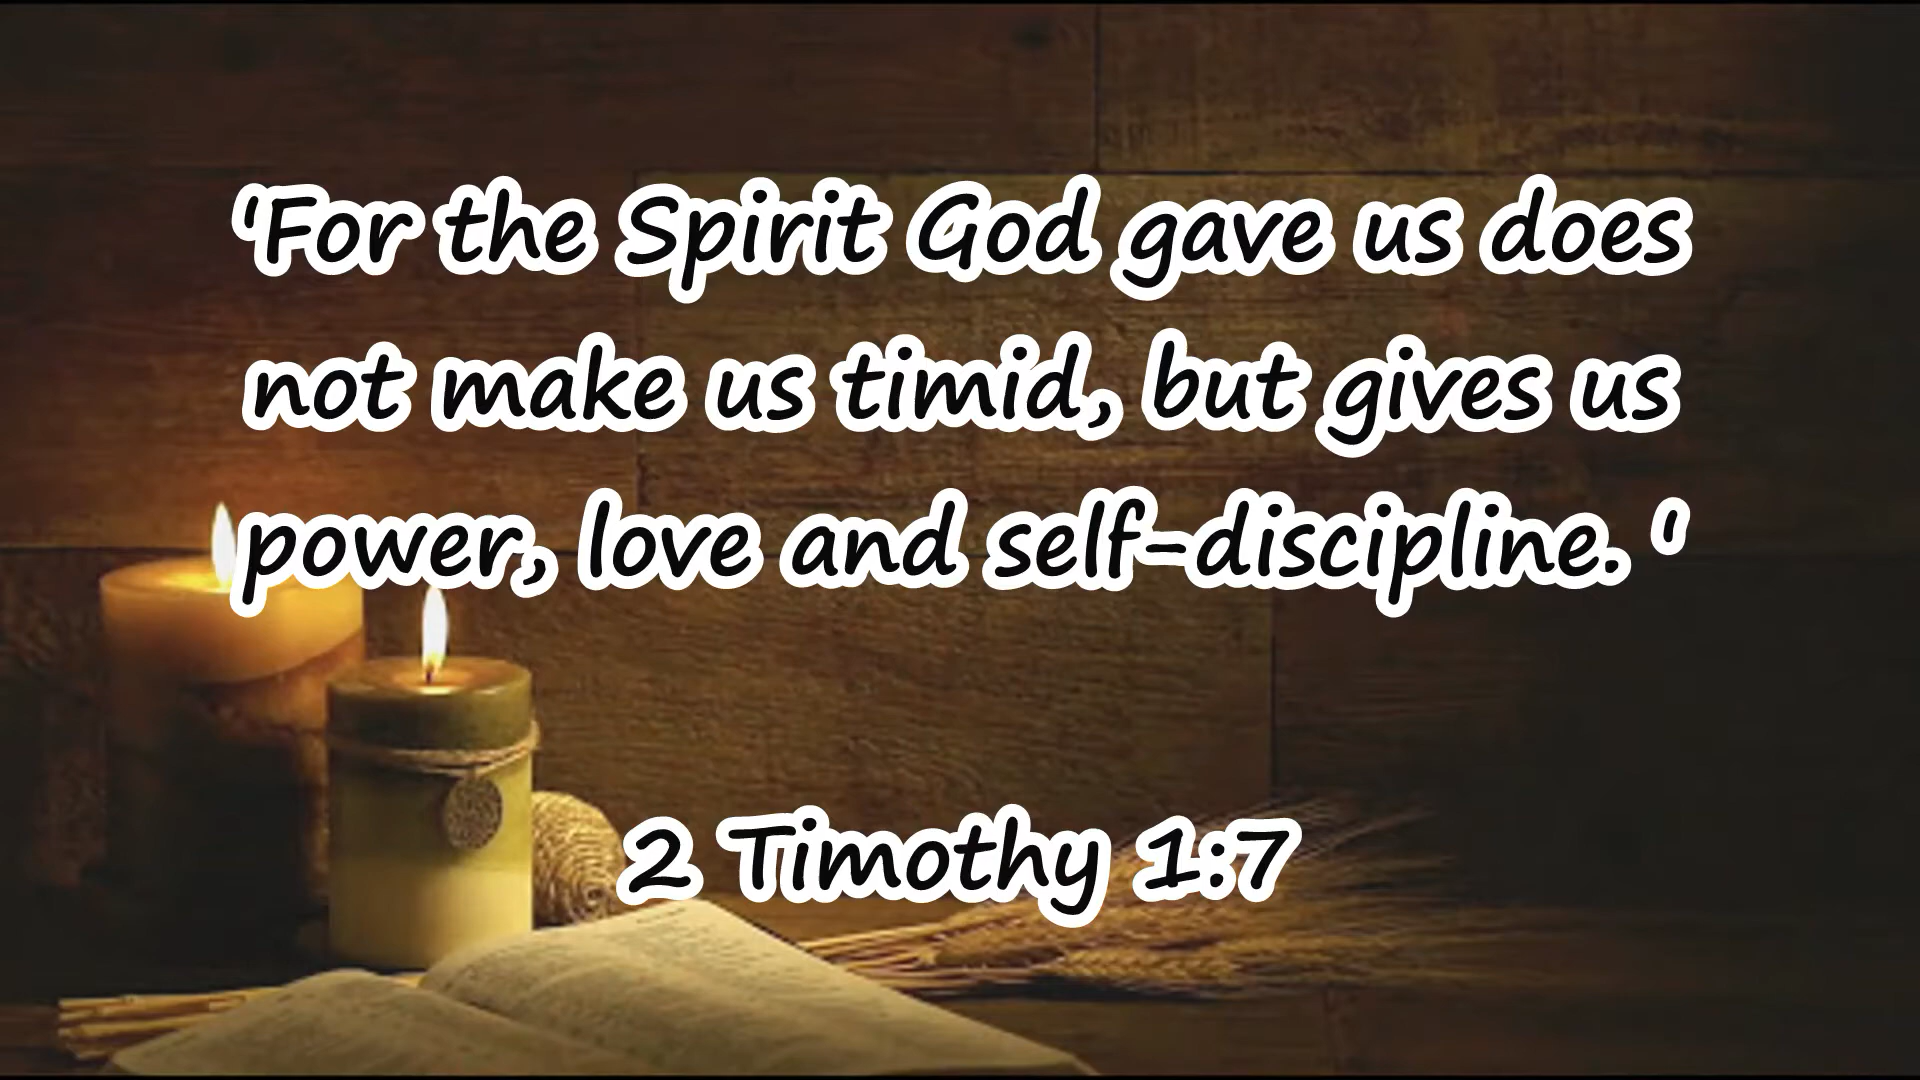 'For the Spirit God gave us does
not make us timid, but gives us
power, love and self-discipline. '
2 Timothy 1:7